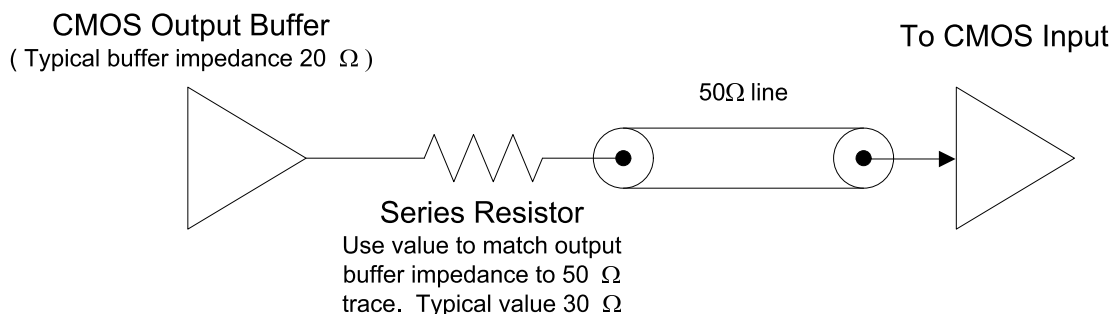 CMOS Output Buffer
( Typical buffer impedance 20 Ω )
To CMOS Input
50Ω line
Series Resistor
Use value to match output
buffer impedance to 50 Ω
trace. Typical value 30 Ω